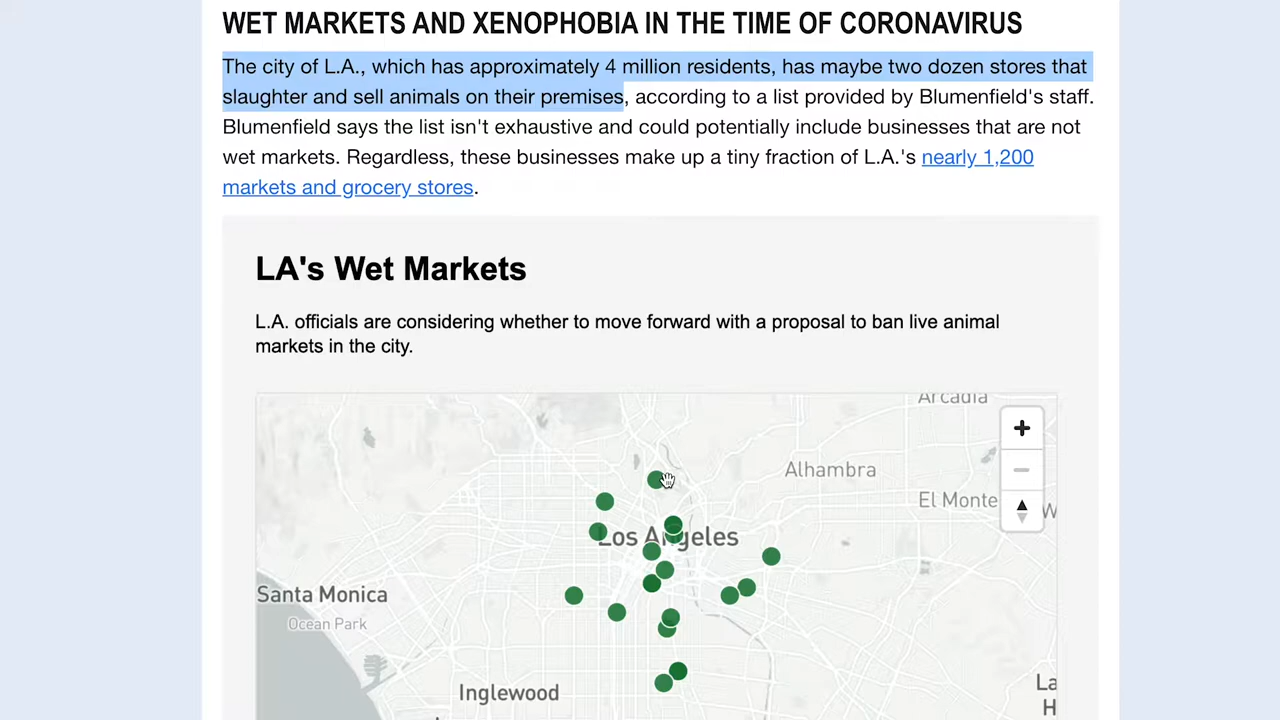 WET MARKETS AND XENOPHOBIA IN THE TIME OF CORONAVIRUS
The city of L.A., which has approximately 4 million residents, has maybe two dozen stores that
slaughter and sell animals on their premises, according to a list provided by Blumenfield's staff.
Blumenfield says the list isn't exhaustive and could potentially include businesses that are not
wet markets. Regardless, these businesses make up a tiny fraction of L.A.'s nearly 1,200
markets and grocery stores.
LA's Wet Markets
L.A. officials are considering whether to move forward with a proposal to ban live animal
markets in the city.
Arcadia
Alhambra
El Monte
Los Angeles
Santa Monica
Ocean Park
Inglewood
La
H